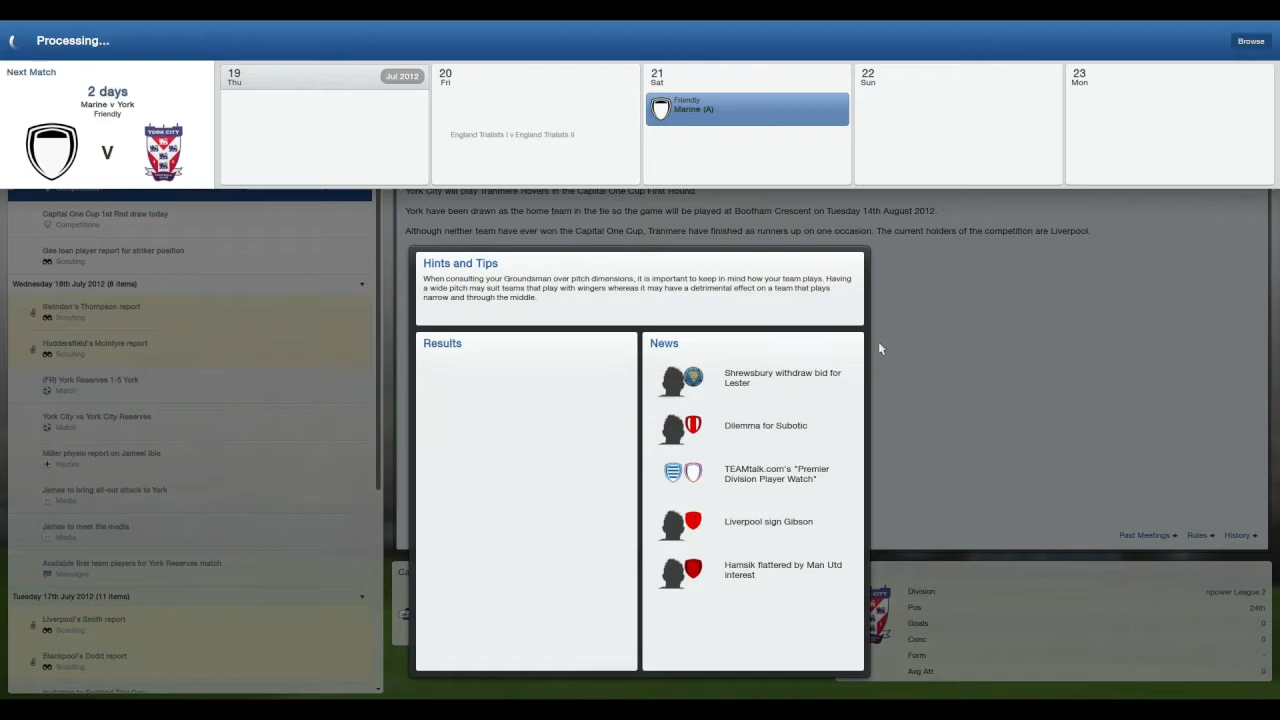 Processing...
Browse
Next Match
2 days
Marine v York
Friendly
V
YORK CITY
19
Thu
Jul 2012
20
Fri
England Trialists I v England Trialists II
21
Sat
Friendly
Marine (A)
22
Sun
23
Mon
Capital One Cup 1st Rnd draw today
Competitions
Gee loan player report for striker position
Scouting
Wednesday 18th July 2012 (8 items)
Swindon's Thompson report
Scouting
Huddersfield's McIntyre report
Scouting
(FR) York Reserves 1-5 York
Match
York City vs York City Reserves
Match
Miller physio report on Jameel Ible
Injuries
James to bring all-out attack to York
Media
James to meet the media
Media
Available first team players for York Reserves match
Messages
Tuesday 17th July 2012 (11 items)
Liverpool's Smith report
Scouting
Blackpool's Dodd report
Scouting
York City will play Tranmere Rovers in the Capital One Cup First Round.
York have been drawn as the home team in the tie so the game will be played at Bootham Crescent on Tuesday 14th August 2012.
Although neither team have ever won the Capital One Cup, Tranmere have finished as runners up on one occasion. The current holders of the competition are Liverpool.
Hints and Tips
When consulting your Groundsman over pitch dimensions, it is important to keep in mind how your team plays. Having
a wide pitch may suit teams that play with wingers whereas it may have a detrimental effect on a team that plays
narrow and through the middle.
Results
News
Shrewsbury withdraw bid for
Lester
Dilemma for Subotic
TEAMtalk.com's "Premier
Division Player Watch"
Liverpool sign Gibson
Hamsik flattered by Man Utd
interest
Past Meetings
Rules
History
Division
npower League 2
Pos
24th
Goals
0
Conc
0
Form
-
Avg Att
0